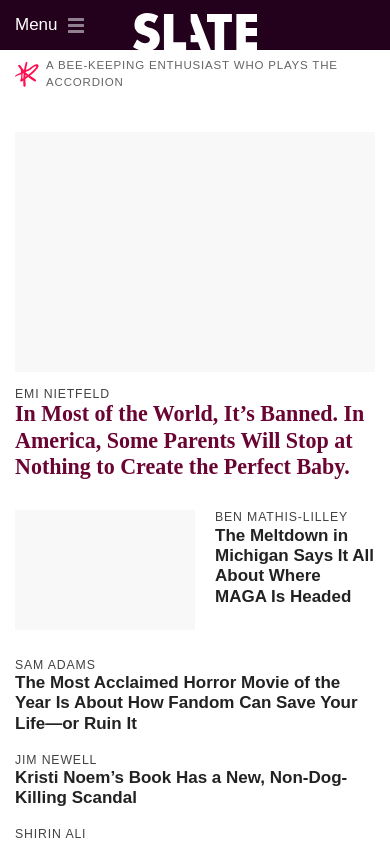 Menu
SLATE
A BEE-KEEPING ENTHUSIAST WHO PLAYS THE
ACCORDION
EMI NIETFELD
In Most of the World, It’s Banned. In
America, Some Parents Will Stop at
Nothing to Create the Perfect Baby.
BEN MATHIS-LILLEY
The Meltdown in
Michigan Says It All
About Where
MAGA Is Headed
SAM ADAMS
The Most Acclaimed Horror Movie of the
Year Is About How Fandom Can Save Your
Life—or Ruin It
JIM NEWELL
Kristi Noem’s Book Has a New, Non-Dog-
Killing Scandal
SHIRIN ALI